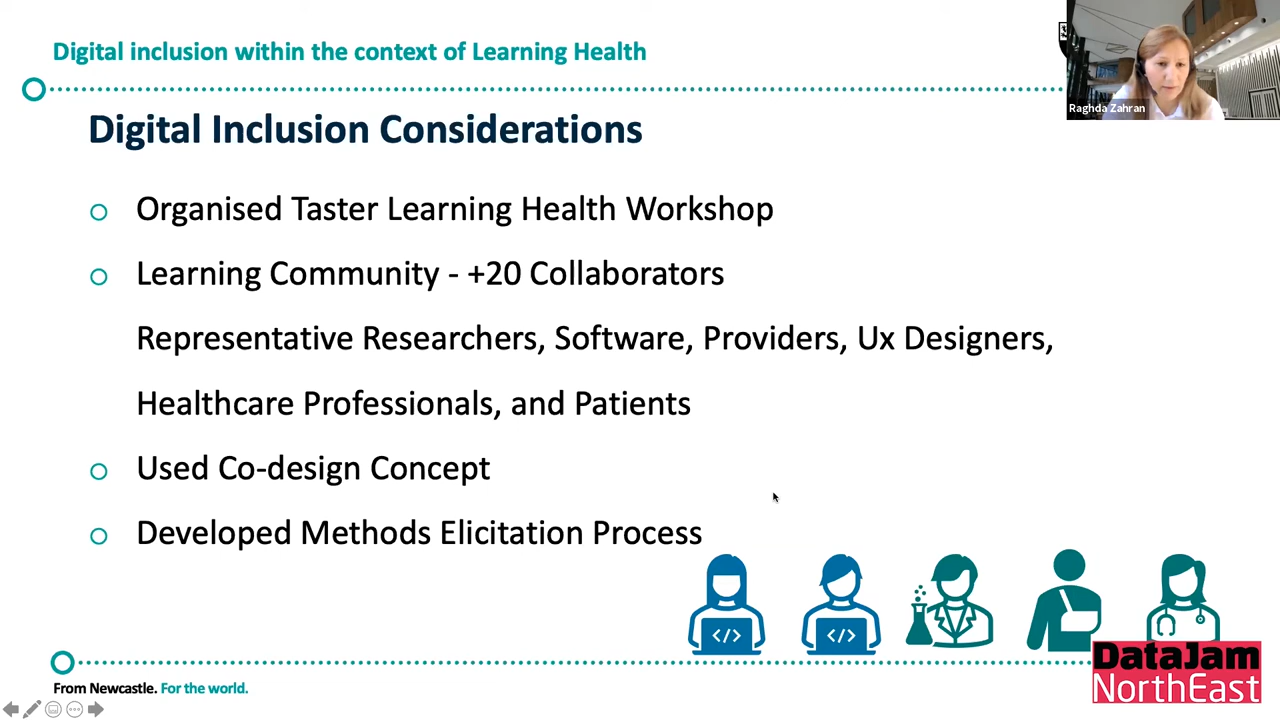 Digital inclusion within the context of Learning Health
Raghda Zahran
Digital Inclusion Considerations
Organised Taster Learning Health Workshop
Learning Community - +20 Collaborators
Representative Researchers, Software, Providers, Ux Designers,
Healthcare Professionals, and Patients
Used Co-design Concept
Developed Methods Elicitation Process
</>
</>
DataJam
NorthEast
From Newcastle. For the world.